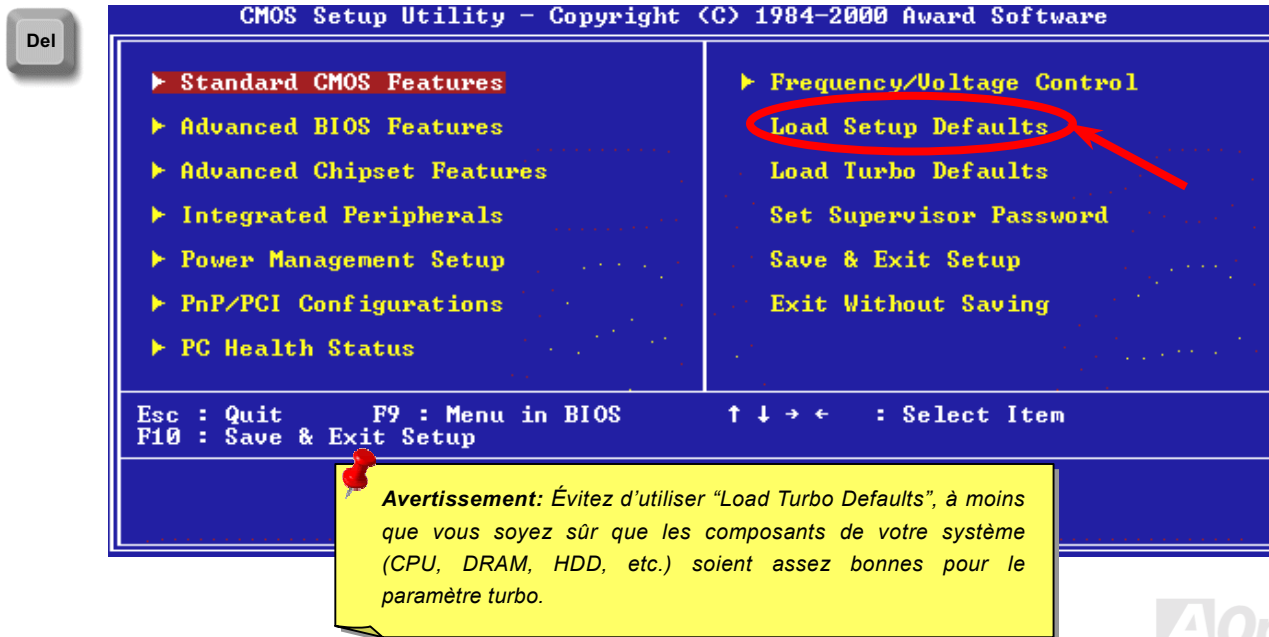 Del
CMOS Setup Utility – Copyright (C) 1984–2000 Award Software
▶ Standard CMOS Features
▶ Advanced BIOS Features
▶ Advanced Chipset Features
▶ Integrated Peripherals
▶ Power Management Setup
▶ PnP/PCI Configurations
▶ PC Health Status
▶ Frequency/Voltage Control
Load Setup Defaults
Load Turbo Defaults
Set Supervisor Password
Save & Exit Setup
Exit Without Saving
Esc : Quit F9 : Menu in BIOS ↑ ↓ → ← : Select Item
F10 : Save & Exit Setup
Avertissement: Évitez d’utiliser “Load Turbo Defaults”, à moins
que vous soyez sûr que les composants de votre système
(CPU, DRAM, HDD, etc.) soient assez bonnes pour le
paramètre turbo.